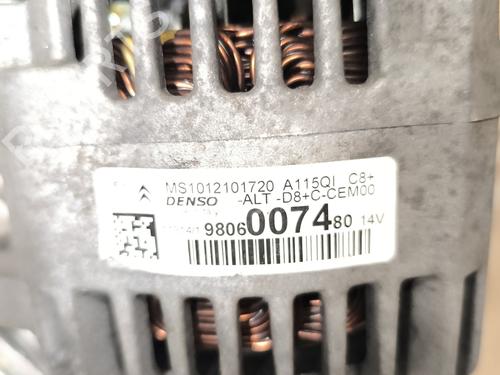 MS1012101720 A115QI C8+
DENSO -ALT -D8+C-CEM00
9806007480 14V